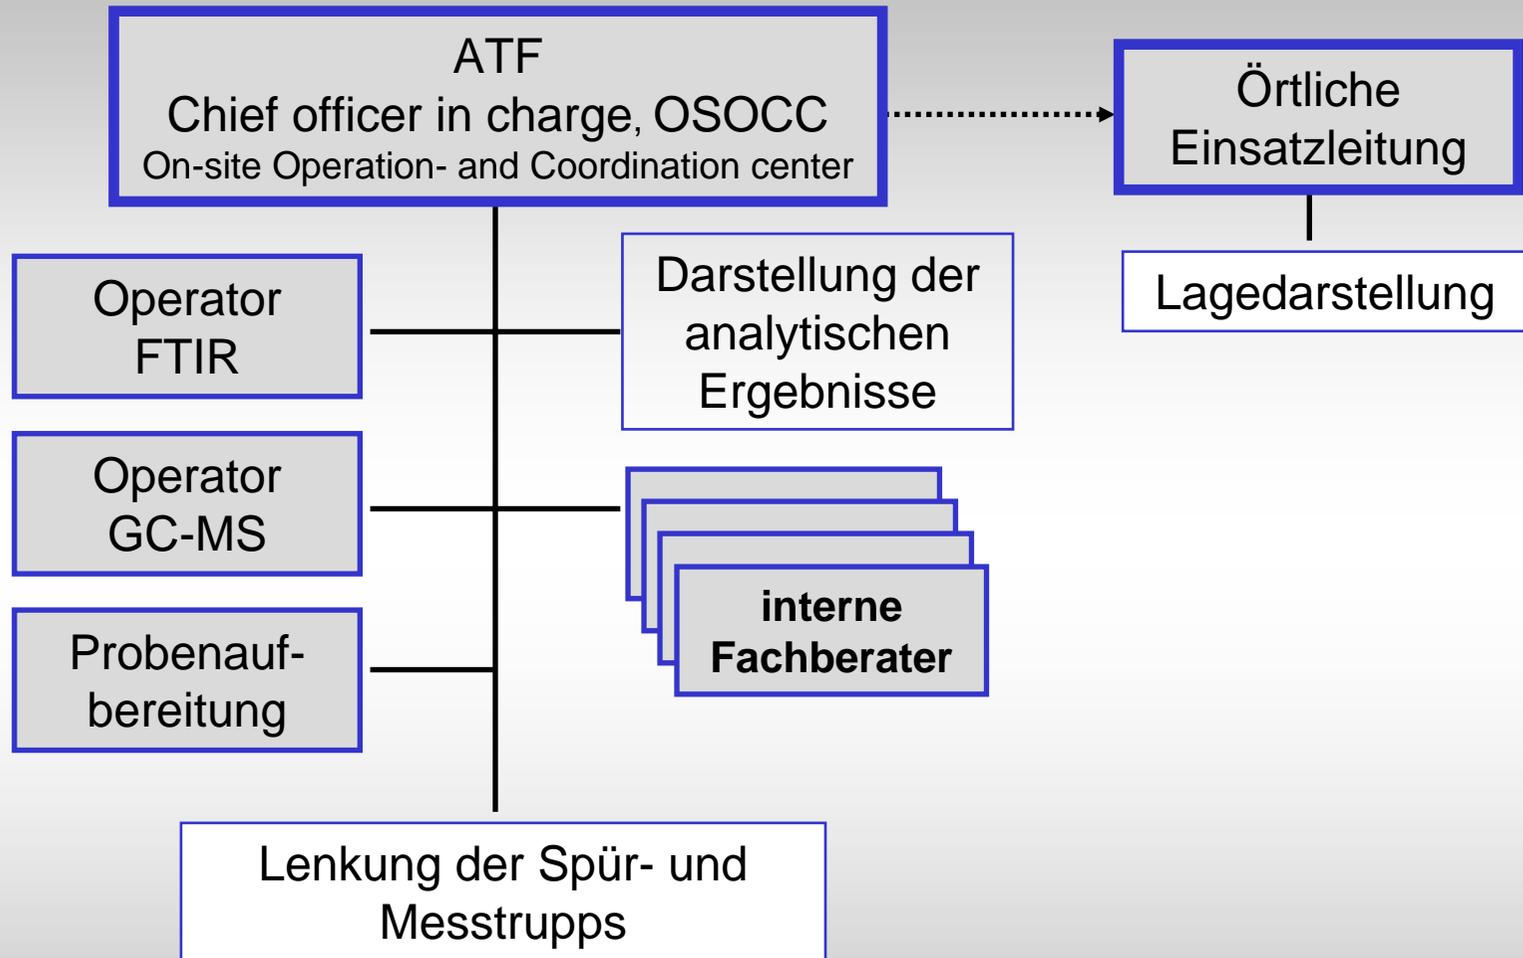 ATF
Chief officer in charge, OSOCC
On-site Operation- and Coordination center
Örtliche
Einsatzleitung
Lagedarstellung
Operator
FTIR
Darstellung der
analytischen
Ergebnisse
Operator
GC-MS
interne
Fachberater
Probenauf-
bereitung
Lenkung der Spür- und
Messtrupps